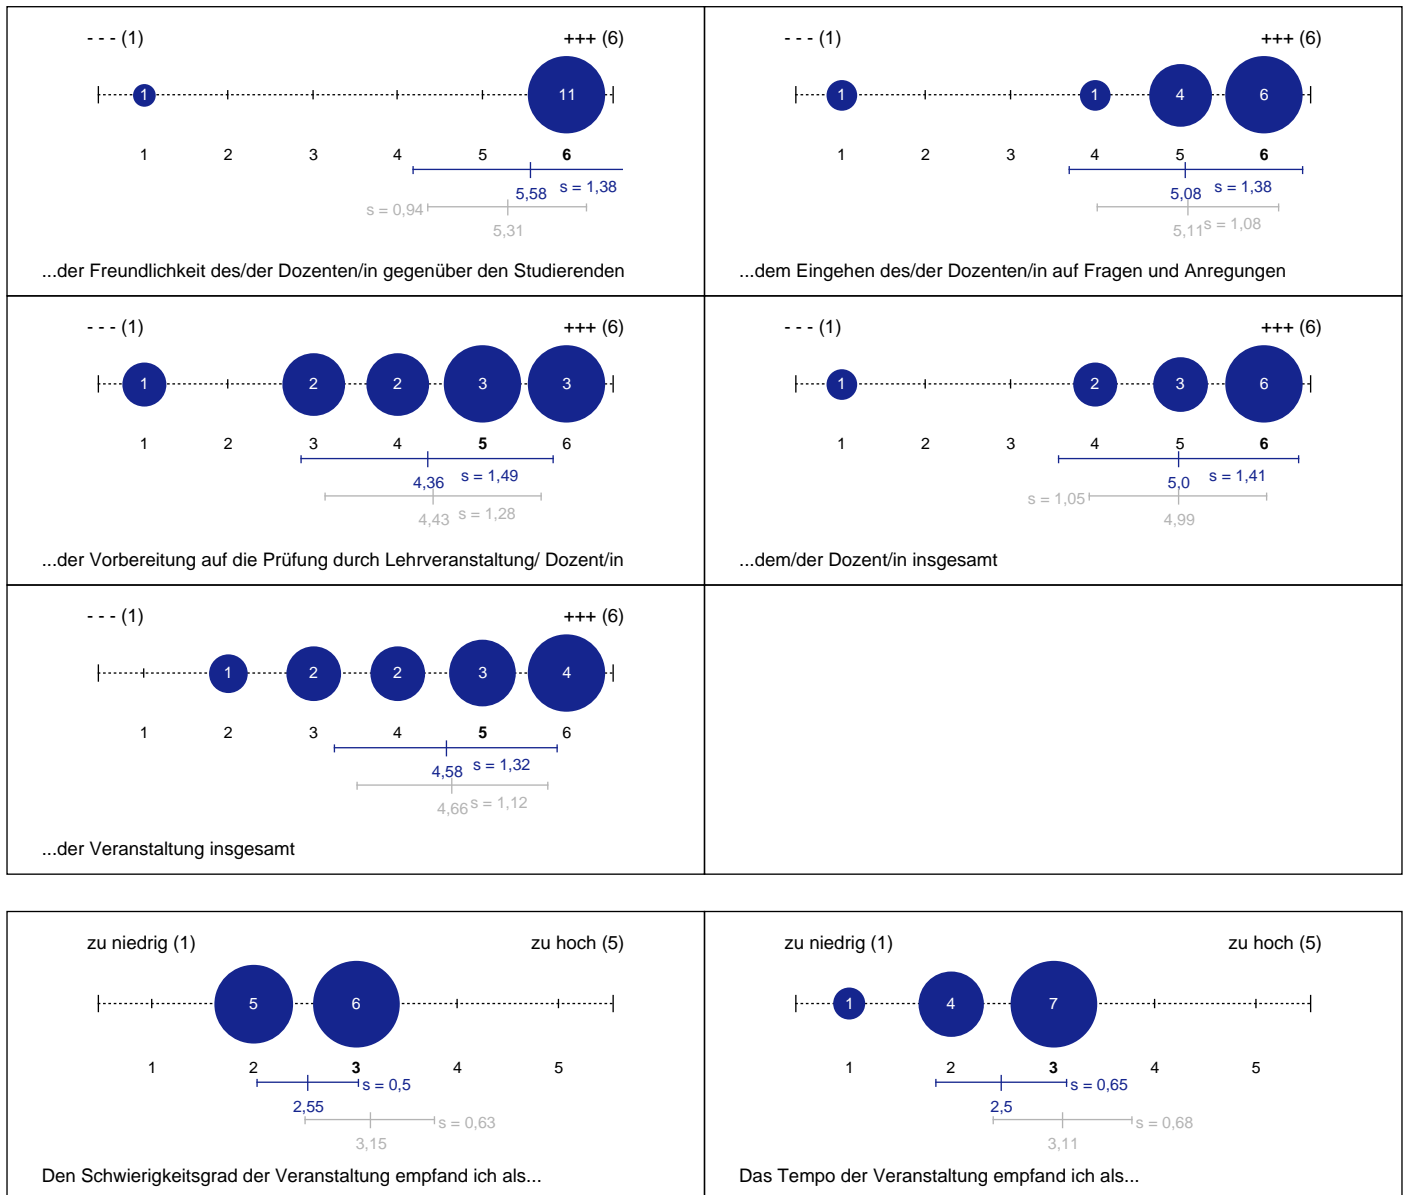 - - - (1) +++ (6)
1 11
1 2 3 4 5 6
5,58 s = 1,38
s = 0,94
5,31
...der Freundlichkeit des/der Dozenten/in gegenüber den Studierenden
- - - (1) +++ (6)
1 1 4 6
1 2 3 4 5 6
5,08 s = 1,38
5,11 s = 1,08
...dem Eingehen des/der Dozenten/in auf Fragen und Anregungen
- - - (1) +++ (6)
1 2 2 3 3
1 2 3 4 5 6
4,36 s = 1,49
4,43 s = 1,28
...der Vorbereitung auf die Prüfung durch Lehrveranstaltung/ Dozent/in
- - - (1) +++ (6)
1 2 3 6
1 2 3 4 5 6
5,0 s = 1,41
s = 1,05
4,99
...dem/der Dozent/in insgesamt
- - - (1) +++ (6)
1 2 2 3 4
1 2 3 4 5 6
4,58 s = 1,32
4,66 s = 1,12
...der Veranstaltung insgesamt
zu niedrig (1) zu hoch (5)
5 6
1 2 3 4 5
s = 0,5
2,55
s = 0,63
3,15
Den Schwierigkeitsgrad der Veranstaltung empfand ich als...
zu niedrig (1) zu hoch (5)
1 4 7
1 2 3 4 5
s = 0,65
2,5
s = 0,68
3,11
Das Tempo der Veranstaltung empfand ich als...